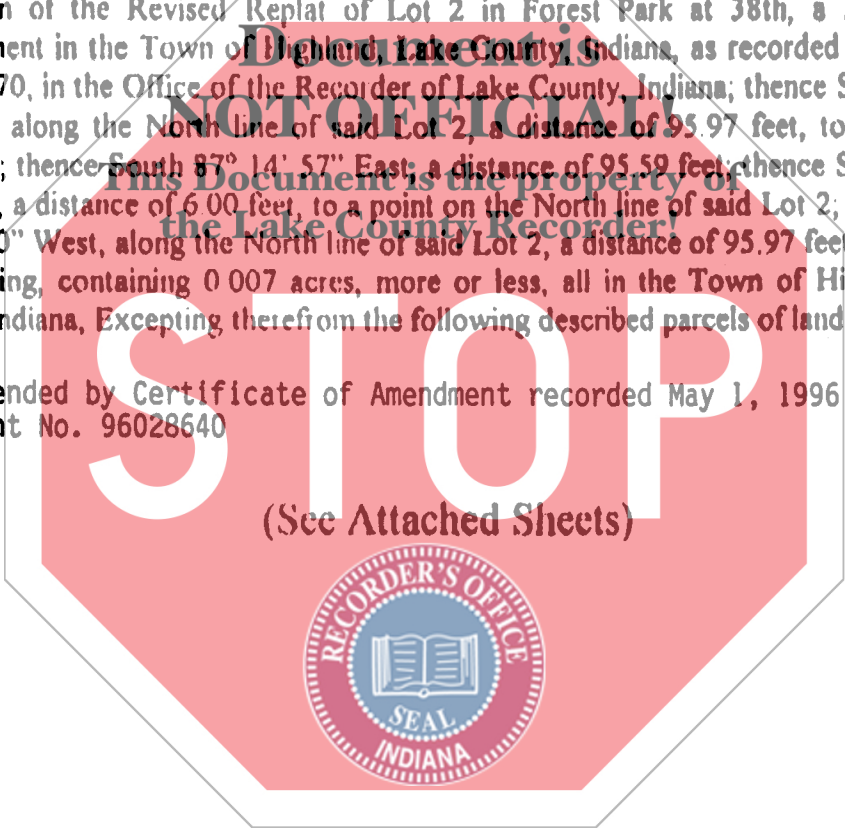 n of the Revised Replat of Lot 2 in Forest Park at 38th, a
ent in the Town of Highland, Lake County, Indiana, as recorded
70, in the Office of the Recorder of Lake County, Indiana; thence S
along the North line of said Lot 2, a distance of 95.97 feet, to
; thence South 87° 14' 57" East, a distance of 95.59 feet; thence S
, a distance of 6.00 feet, to a point on the North line of said Lot 2;
0" West, along the North line of said Lot 2, a distance of 95.97 feet
ing, containing 0 007 acres, more or less, all in the Town of Hi
ndiana, Excepting therefrom the following described parcels of land
ended by Certificate of Amendment recorded May 1, 1996
t No. 96028640
(See Attached Sheets)
Document is
NOT OFFICIAL!
This Document is the property of
the Lake County Recorder!
STOP
RECORDER'S OFFICE
SEAL
INDIANA